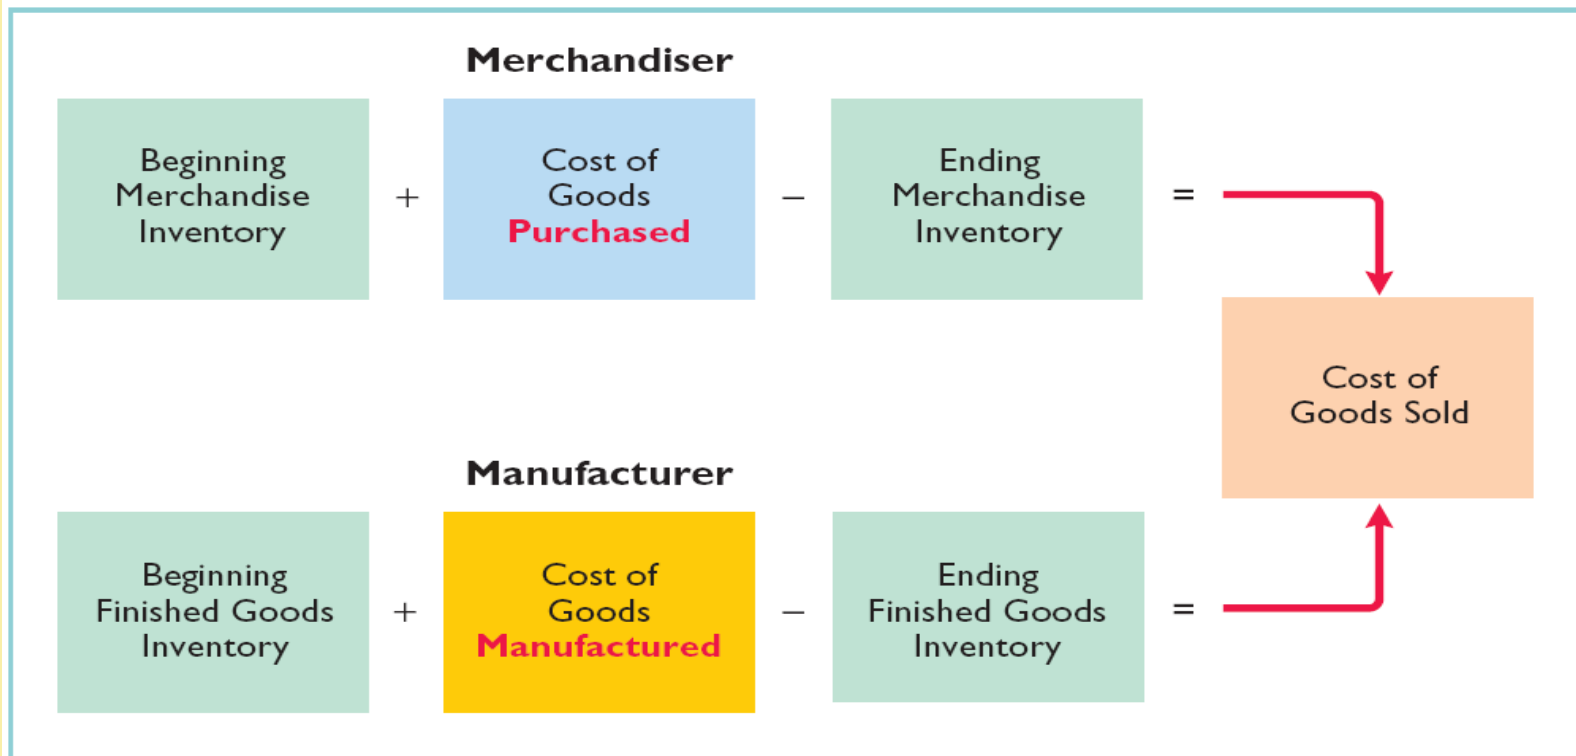 Merchandiser
Beginning
Merchandise
Inventory
+
Cost of
Goods
Purchased
–
Ending
Merchandise
Inventory
=
Cost of
Goods Sold
Manufacturer
Beginning
Finished Goods
Inventory
+
Cost of
Goods
Manufactured
–
Ending
Finished Goods
Inventory
=